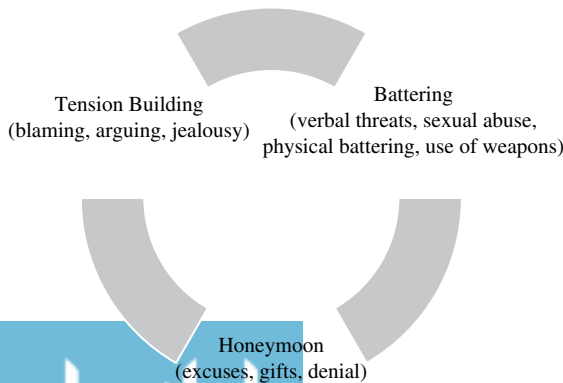 Tension Building
(blaming, arguing, jealousy)
Battering
(verbal threats, sexual abuse,
physical battering, use of weapons)
Honeymoon
(excuses, gifts, denial)